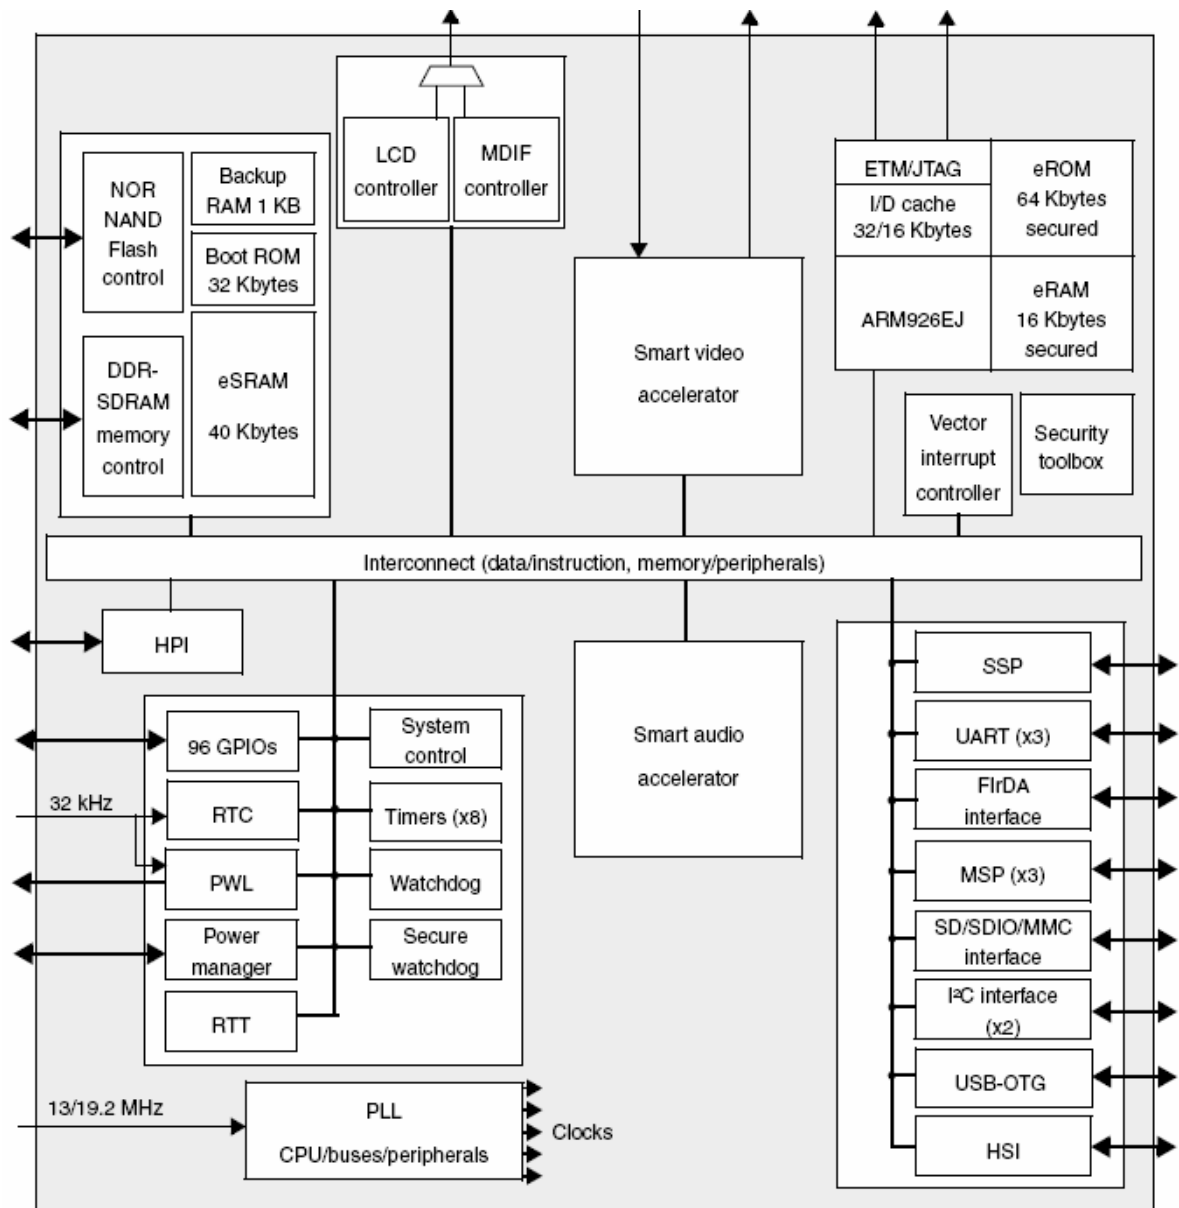 LCD
controller
MDIF
controller
NOR
NAND
Flash
control
Backup
RAM 1 KB
Boot ROM
32 Kbytes
DDR-
SDRAM
memory
control
eSRAM
40 Kbytes
Smart video
accelerator
ETM/JTAG
I/D cache
32/16 Kbytes
ARM926EJ
eROM
64 Kbytes
secured
eRAM
16 Kbytes
secured
Vector
interrupt
controller
Security
toolbox
Interconnect (data/instruction, memory/peripherals)
HPI
96 GPIOs
System
control
32 kHz
RTC
Timers (x8)
PWL
Watchdog
Power
manager
Secure
watchdog
RTT
Smart audio
accelerator
SSP
UART (x3)
FIrDA
interface
MSP (x3)
SD/SDIO/MMC
interface
I²C interface
(x2)
USB-OTG
HSI
13/19.2 MHz
PLL
CPU/buses/peripherals
Clocks